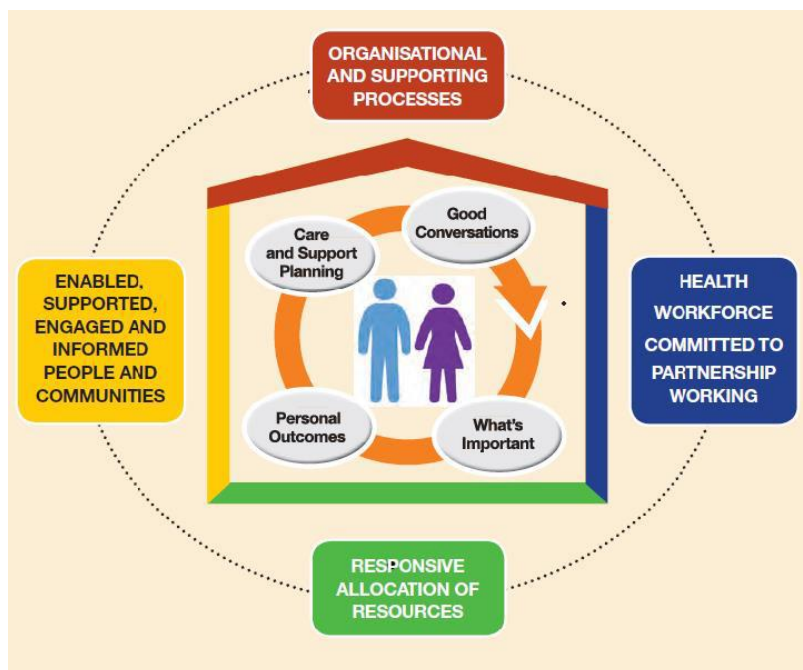 ORGANISATIONAL
AND SUPPORTING
PROCESSES
Good
Conversations
Care
and Support
Planning
ENABLED,
SUPPORTED,
ENGAGED AND
INFORMED
PEOPLE AND
COMMUNITIES
HEALTH
WORKFORCE
COMMITTED TO
PARTNERSHIP
WORKING
Personal
Outcomes
What's
Important
RESPONSIVE
ALLOCATION OF
RESOURCES